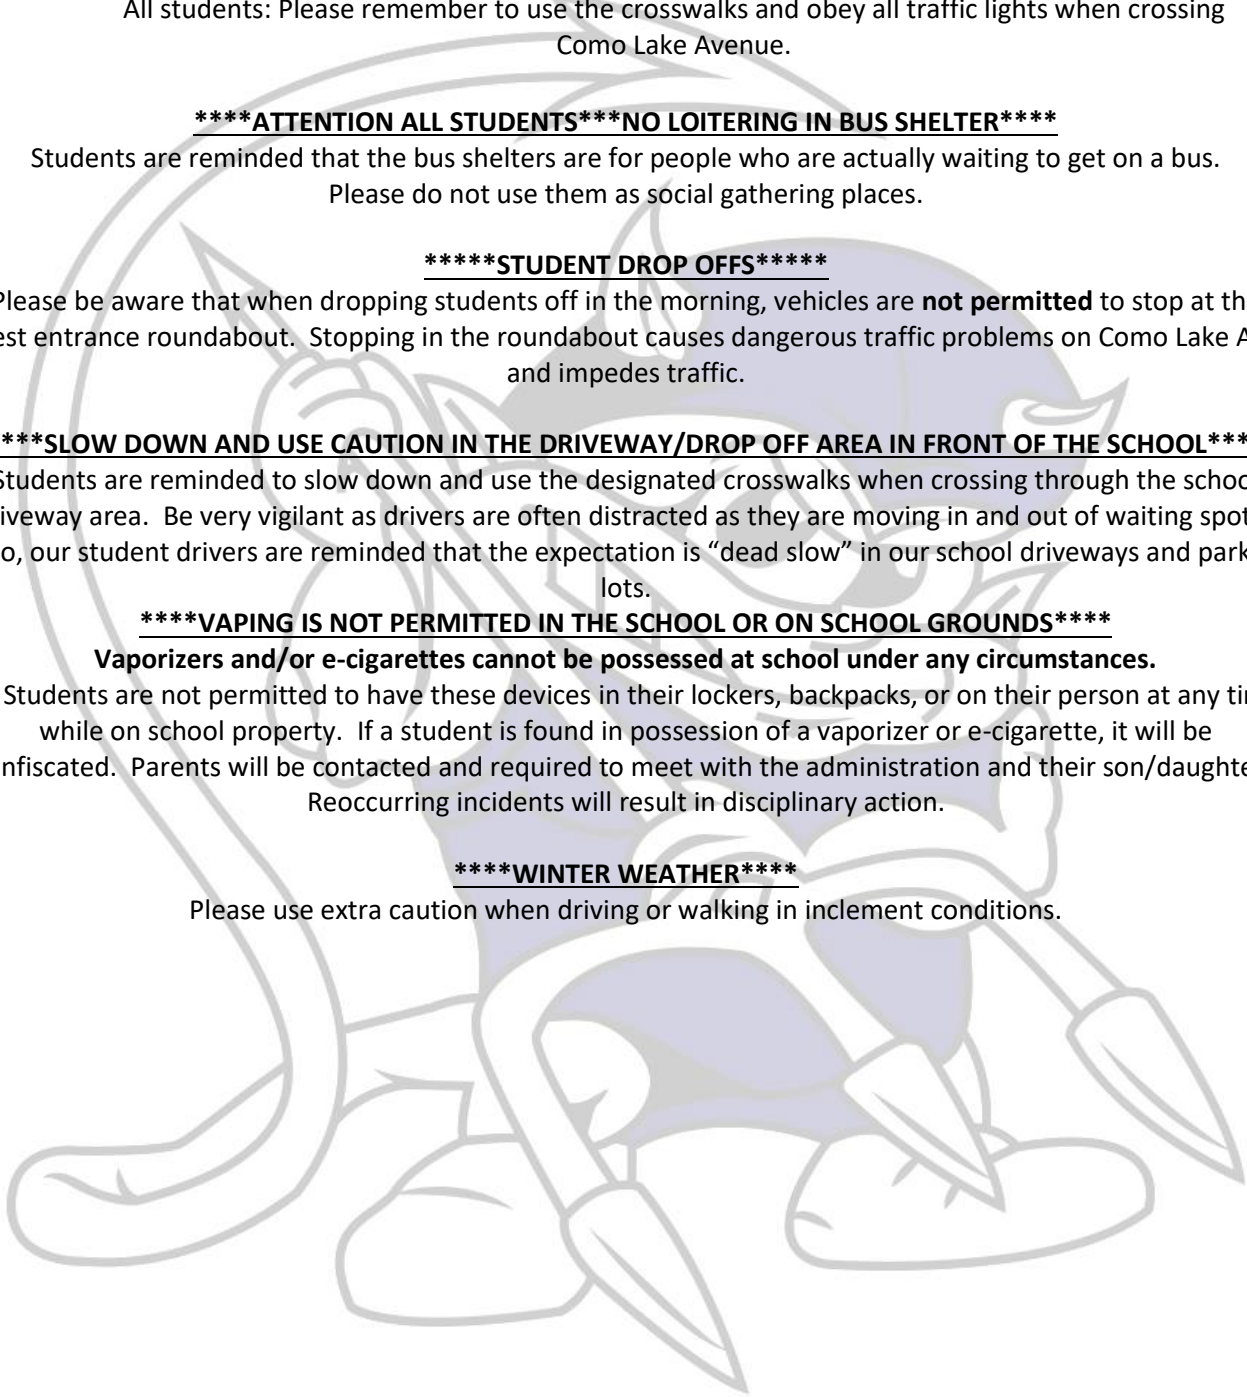 All students: Please remember to use the crosswalks and obey all traffic lights when crossing
Como Lake Avenue.
****ATTENTION ALL STUDENTS***NO LOITERING IN BUS SHELTER****
Students are reminded that the bus shelters are for people who are actually waiting to get on a bus.
Please do not use them as social gathering places.
*****STUDENT DROP OFFS*****
Please be aware that when dropping students off in the morning, vehicles are not permitted to stop at th
est entrance roundabout. Stopping in the roundabout causes dangerous traffic problems on Como Lake A
and impedes traffic.
***SLOW DOWN AND USE CAUTION IN THE DRIVEWAY/DROP OFF AREA IN FRONT OF THE SCHOOL***
Students are reminded to slow down and use the designated crosswalks when crossing through the schoo
iveway area. Be very vigilant as drivers are often distracted as they are moving in and out of waiting spot
o, our student drivers are reminded that the expectation is “dead slow” in our school driveways and park
lots.
****VAPING IS NOT PERMITTED IN THE SCHOOL OR ON SCHOOL GROUNDS****
Vaporizers and/or e-cigarettes cannot be possessed at school under any circumstances.
Students are not permitted to have these devices in their lockers, backpacks, or on their person at any ti
while on school property. If a student is found in possession of a vaporizer or e-cigarette, it will be
nfiscated. Parents will be contacted and required to meet with the administration and their son/daughte
Reoccurring incidents will result in disciplinary action.
****WINTER WEATHER****
Please use extra caution when driving or walking in inclement conditions.